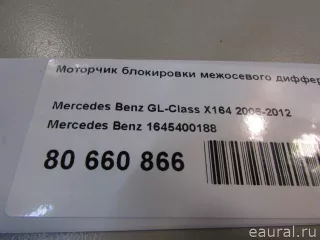 Моторчик блокировки межосевого диффер
Mercedes Benz GL-Class X164 2006-2012
Mercedes Benz 1645400188
80 660 866
eaural.ru